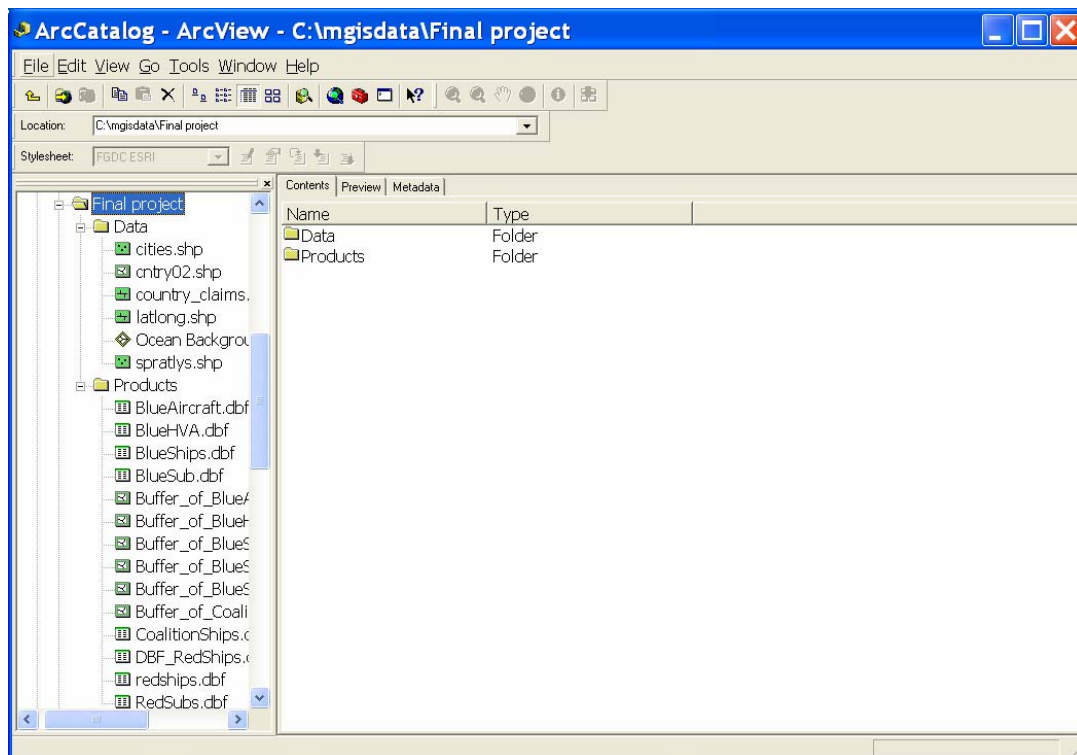 ArcCatalog - ArcView - C:\mgisdata\Final project
File Edit View Go Tools Window Help
Location: C:\mgisdata\Final project
Stylesheet: FGDC ESRI
Contents Preview Metadata
Name Type
Data Folder
Products Folder
Final project
Data
cities.shp
cntry02.shp
country_claims.
latlong.shp
Ocean Backgrou
spratlys.shp
Products
BlueAircraft.dbf
BlueHVA.dbf
BlueShips.dbf
BlueSub.dbf
Buffer_of_BlueA
Buffer_of_BlueH
Buffer_of_BlueS
Buffer_of_BlueS
Buffer_of_BlueS
Buffer_of_Coali
CoalitionShips.d
DBF_RedShips.d
redships.dbf
RedSubs.dbf